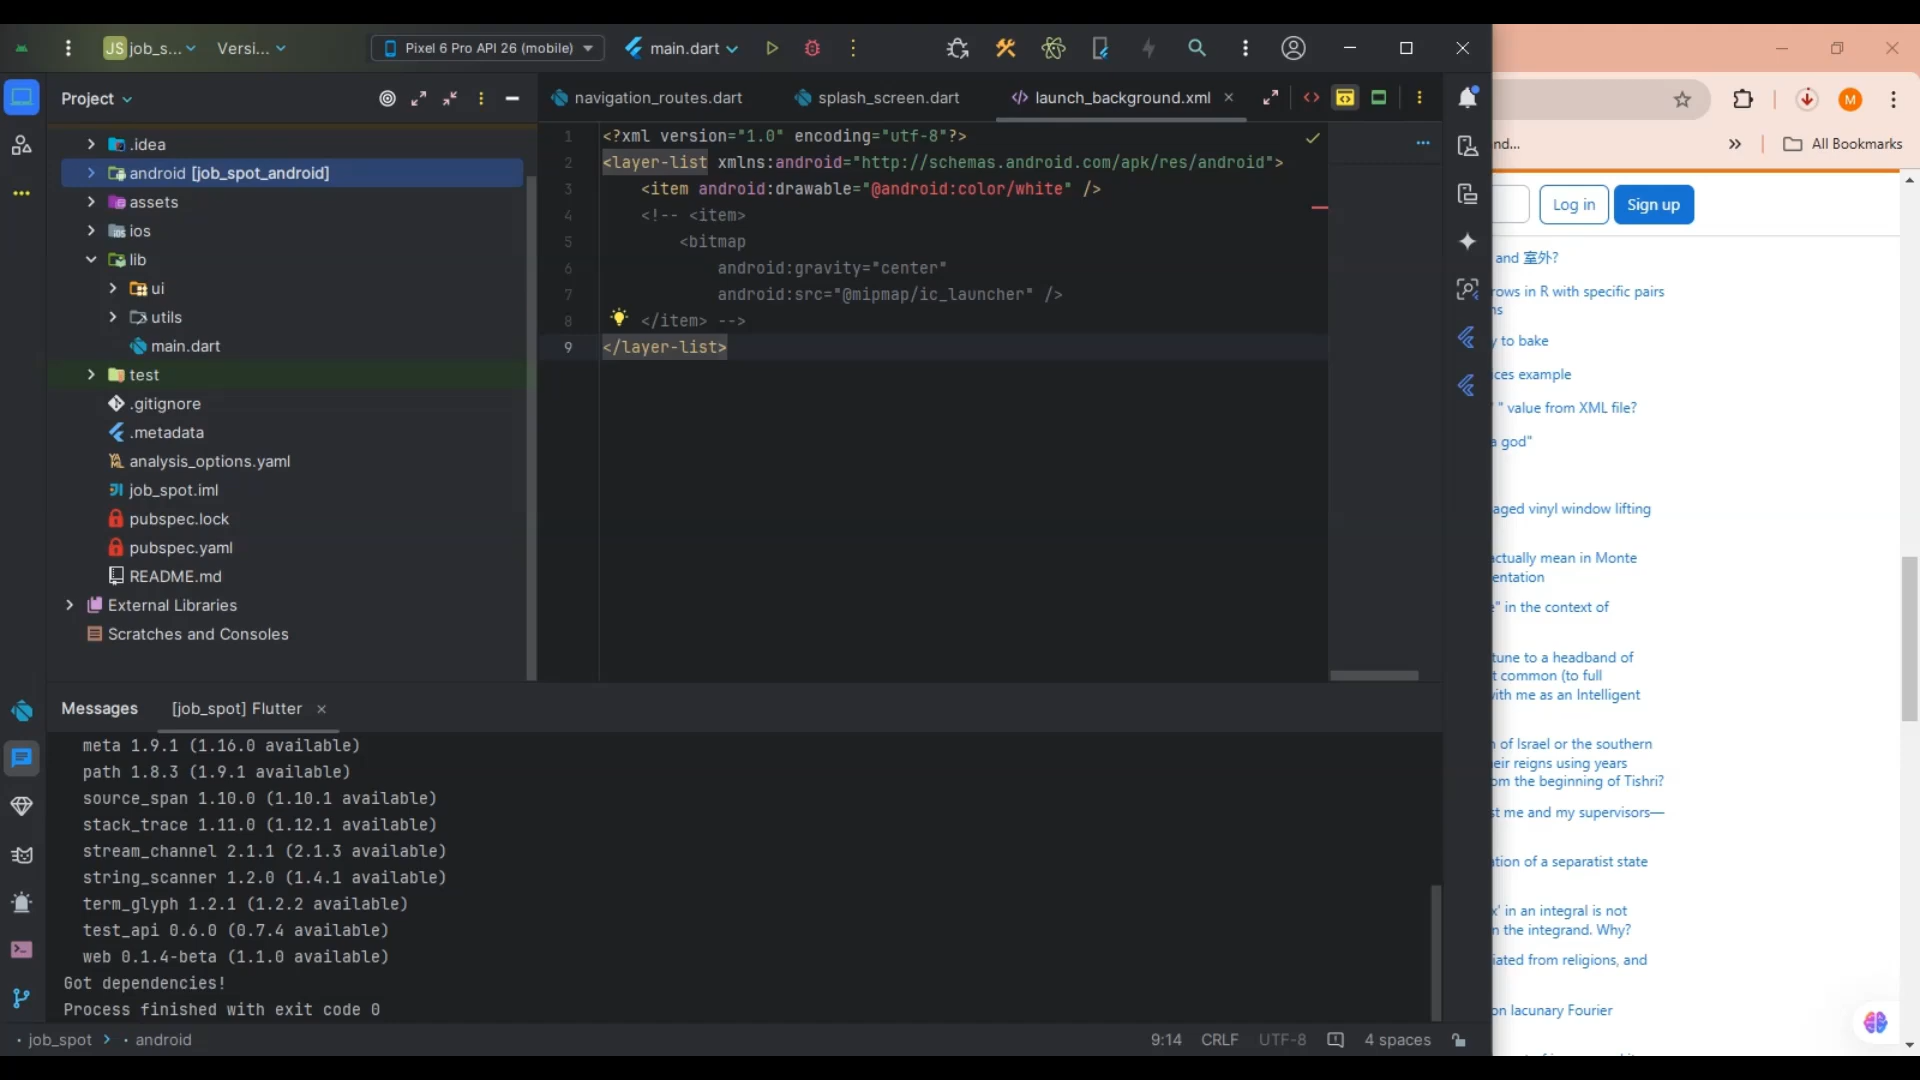 JS job_s...
Versi...
Pixel 6 Pro API 26 (mobile)
main.dart
Project
.idea
android [job_spot_android]
assets
ios
lib
ui
utils
main.dart
test
.gitignore
.metadata
analysis_options.yaml
job_spot.iml
pubspec.lock
pubspec.yaml
README.md
External Libraries
Scratches and Consoles
navigation_routes.dart
splash_screen.dart
launch_background.xml
1 <?xml version="1.0" encoding="utf-8"?>
2 <layer-list xmlns:android="http://schemas.android.com/apk/res/android">
3 <item android:drawable="@android:color/white" />
4 <!-- <item>
5 <bitmap
6 android:gravity="center"
7 android:src="@mipmap/ic_launcher" />
8 </item> -->
9 </layer-list>
Messages
[job_spot] Flutter
meta 1.9.1 (1.16.0 available)
path 1.8.3 (1.9.1 available)
source_span 1.10.0 (1.10.1 available)
stack_trace 1.11.0 (1.12.1 available)
stream_channel 2.1.1 (2.1.3 available)
string_scanner 1.2.0 (1.4.1 available)
term_glyph 1.2.1 (1.2.2 available)
test_api 0.6.0 (0.7.4 available)
web 0.1.4-beta (1.1.0 available)
Got dependencies!
Process finished with exit code 0
job_spot > android
9:14 CRLF UTF-8 4 spaces
M
nd...
All Bookmarks
Log in
Sign up
and 室外?
rows in R with specific pairs
ns
y to bake
ces example
" value from XML file?
a god"
aged vinyl window lifting
actually mean in Monte
entation
e" in the context of
tune to a headband of
t common (to full
with me as an Intelligent
n of Israel or the southern
eir reigns using years
om the beginning of Tishri?
st me and my supervisors—
ation of a separatist state
x' in an integral is not
n the integrand. Why?
iated from religions, and
on lacunary Fourier